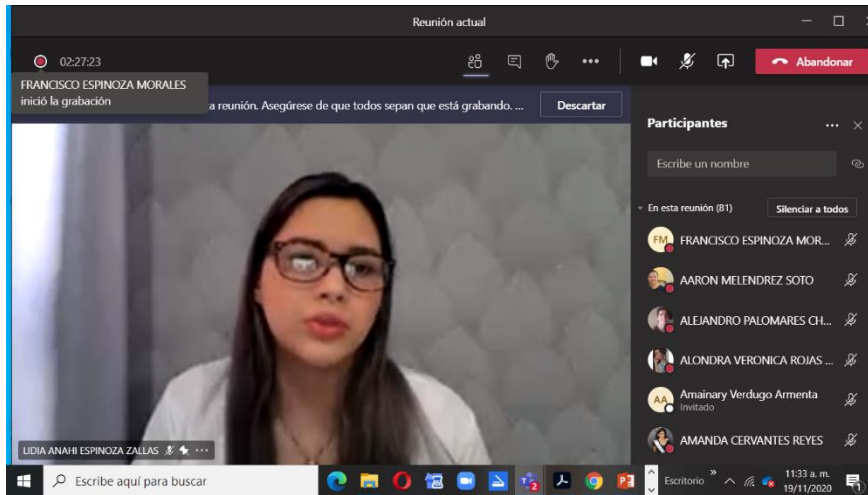 Reunión actual
02:27:23
Abandonar
FRANCISCO ESPINOZA MORALES
inició la grabación
a reunión. Asegúrese de que todos sepan que está grabando. ...
Descartar
Participantes
Escribe un nombre
En esta reunión (81)
Silenciar a todos
FM
FRANCISCO ESPINOZA MOR...
AARON MELENDREZ SOTO
ALEJANDRO PALOMARES CH...
ALONDRA VERONICA ROJAS ...
AA
Amainary Verdugo Armenta
Invitado
AMANDA CERVANTES REYES
LIDIA ANAHI ESPINOZA ZALLAS
Escribe aquí para buscar
Escritorio
11:33 a. m.
19/11/2020